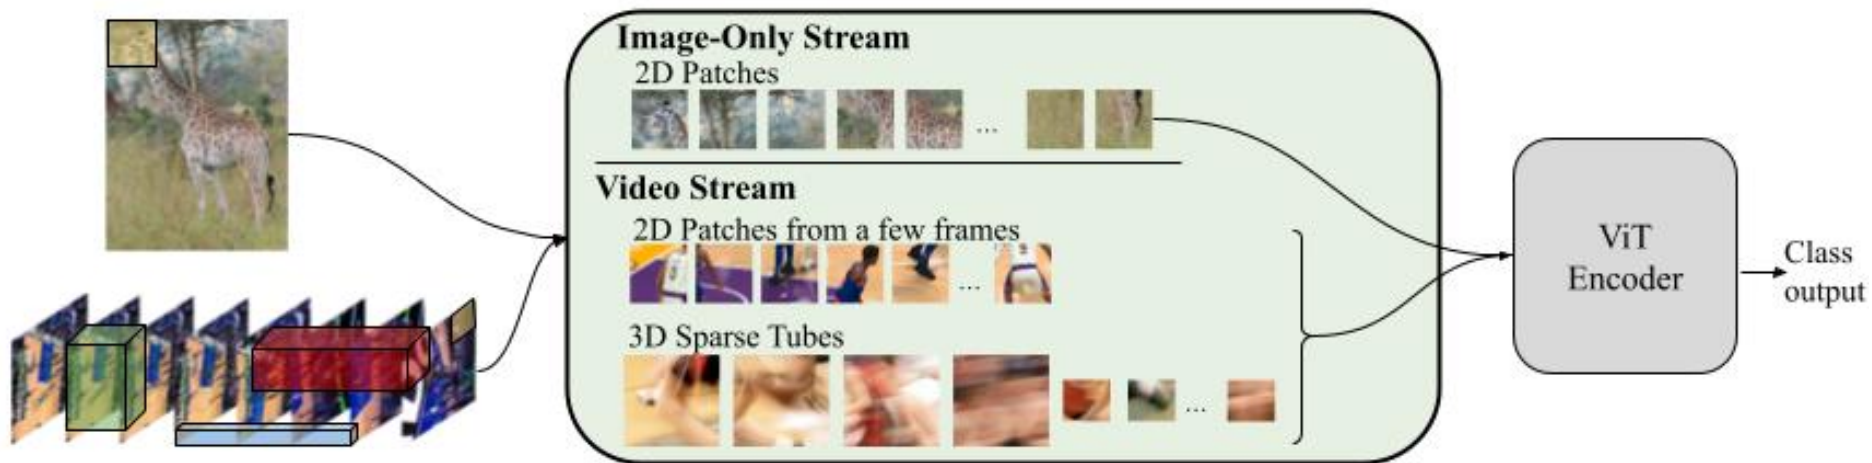 Image-Only Stream
2D Patches
...
Video Stream
2D Patches from a few frames
...
3D Sparse Tubes
...
ViT
Encoder
Class
output